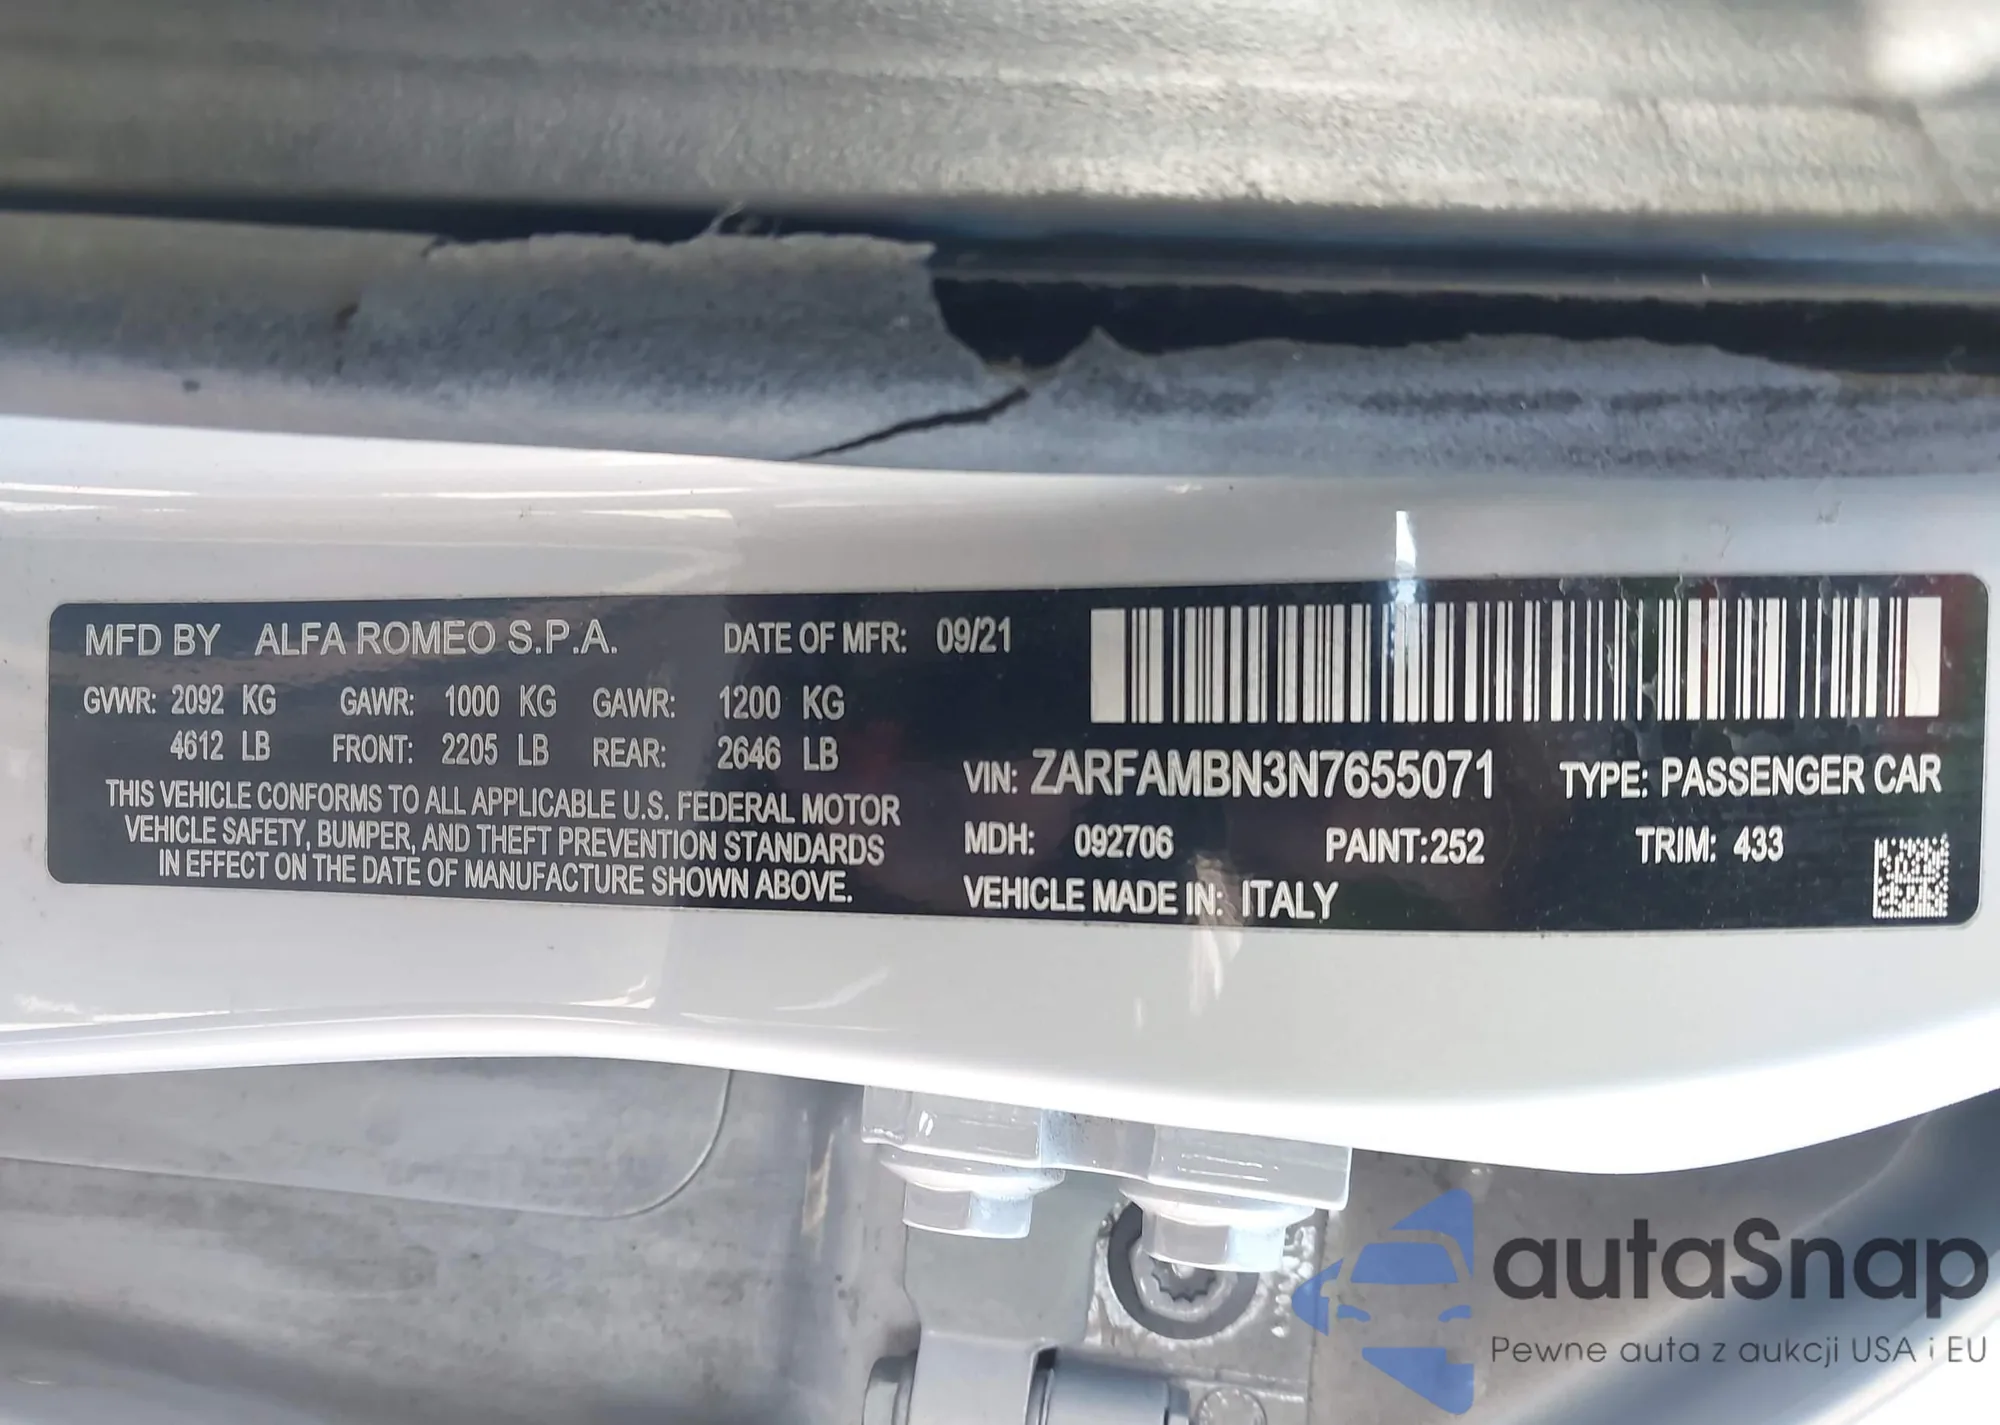 MFD BY ALFA ROMEO S.P.A. DATE OF MFR: 09/21
GVWR: 2092 KG GAWR: 1000 KG GAWR: 1200 KG
4612 LB FRONT: 2205 LB REAR: 2646 LB
THIS VEHICLE CONFORMS TO ALL APPLICABLE U.S. FEDERAL MOTOR
VEHICLE SAFETY, BUMPER, AND THEFT PREVENTION STANDARDS
IN EFFECT ON THE DATE OF MANUFACTURE SHOWN ABOVE.
VIN: ZARFAMBN3N7655071 TYPE: PASSENGER CAR
MDH: 092706 PAINT:252 TRIM: 433
VEHICLE MADE IN: ITALY
autaSnap
Pewne auta z aukcji USA i EU